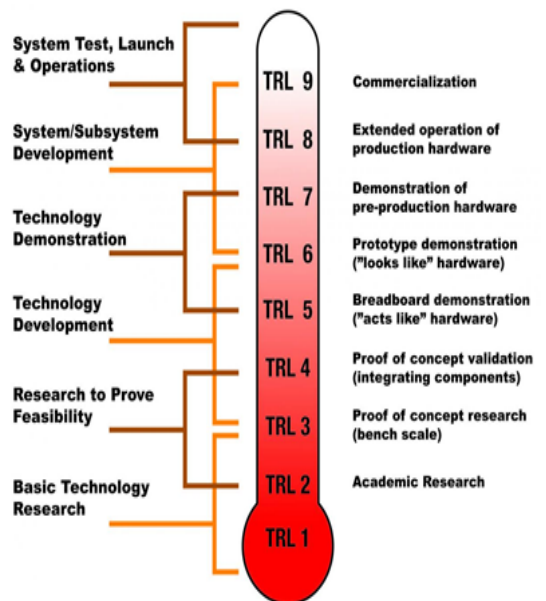 System Test, Launch
& Operations
System/Subsystem
Development
Technology
Demonstration
Technology
Development
Research to Prove
Feasibility
Basic Technology
Research
TRL 9
TRL 8
TRL 7
TRL 6
TRL 5
TRL 4
TRL 3
TRL 2
TRL 1
Commercialization
Extended operation of
production hardware
Demonstration of
pre-production hardware
Prototype demonstration
("looks like" hardware)
Breadboard demonstration
("acts like" hardware)
Proof of concept validation
(integrating components)
Proof of concept research
(bench scale)
Academic Research